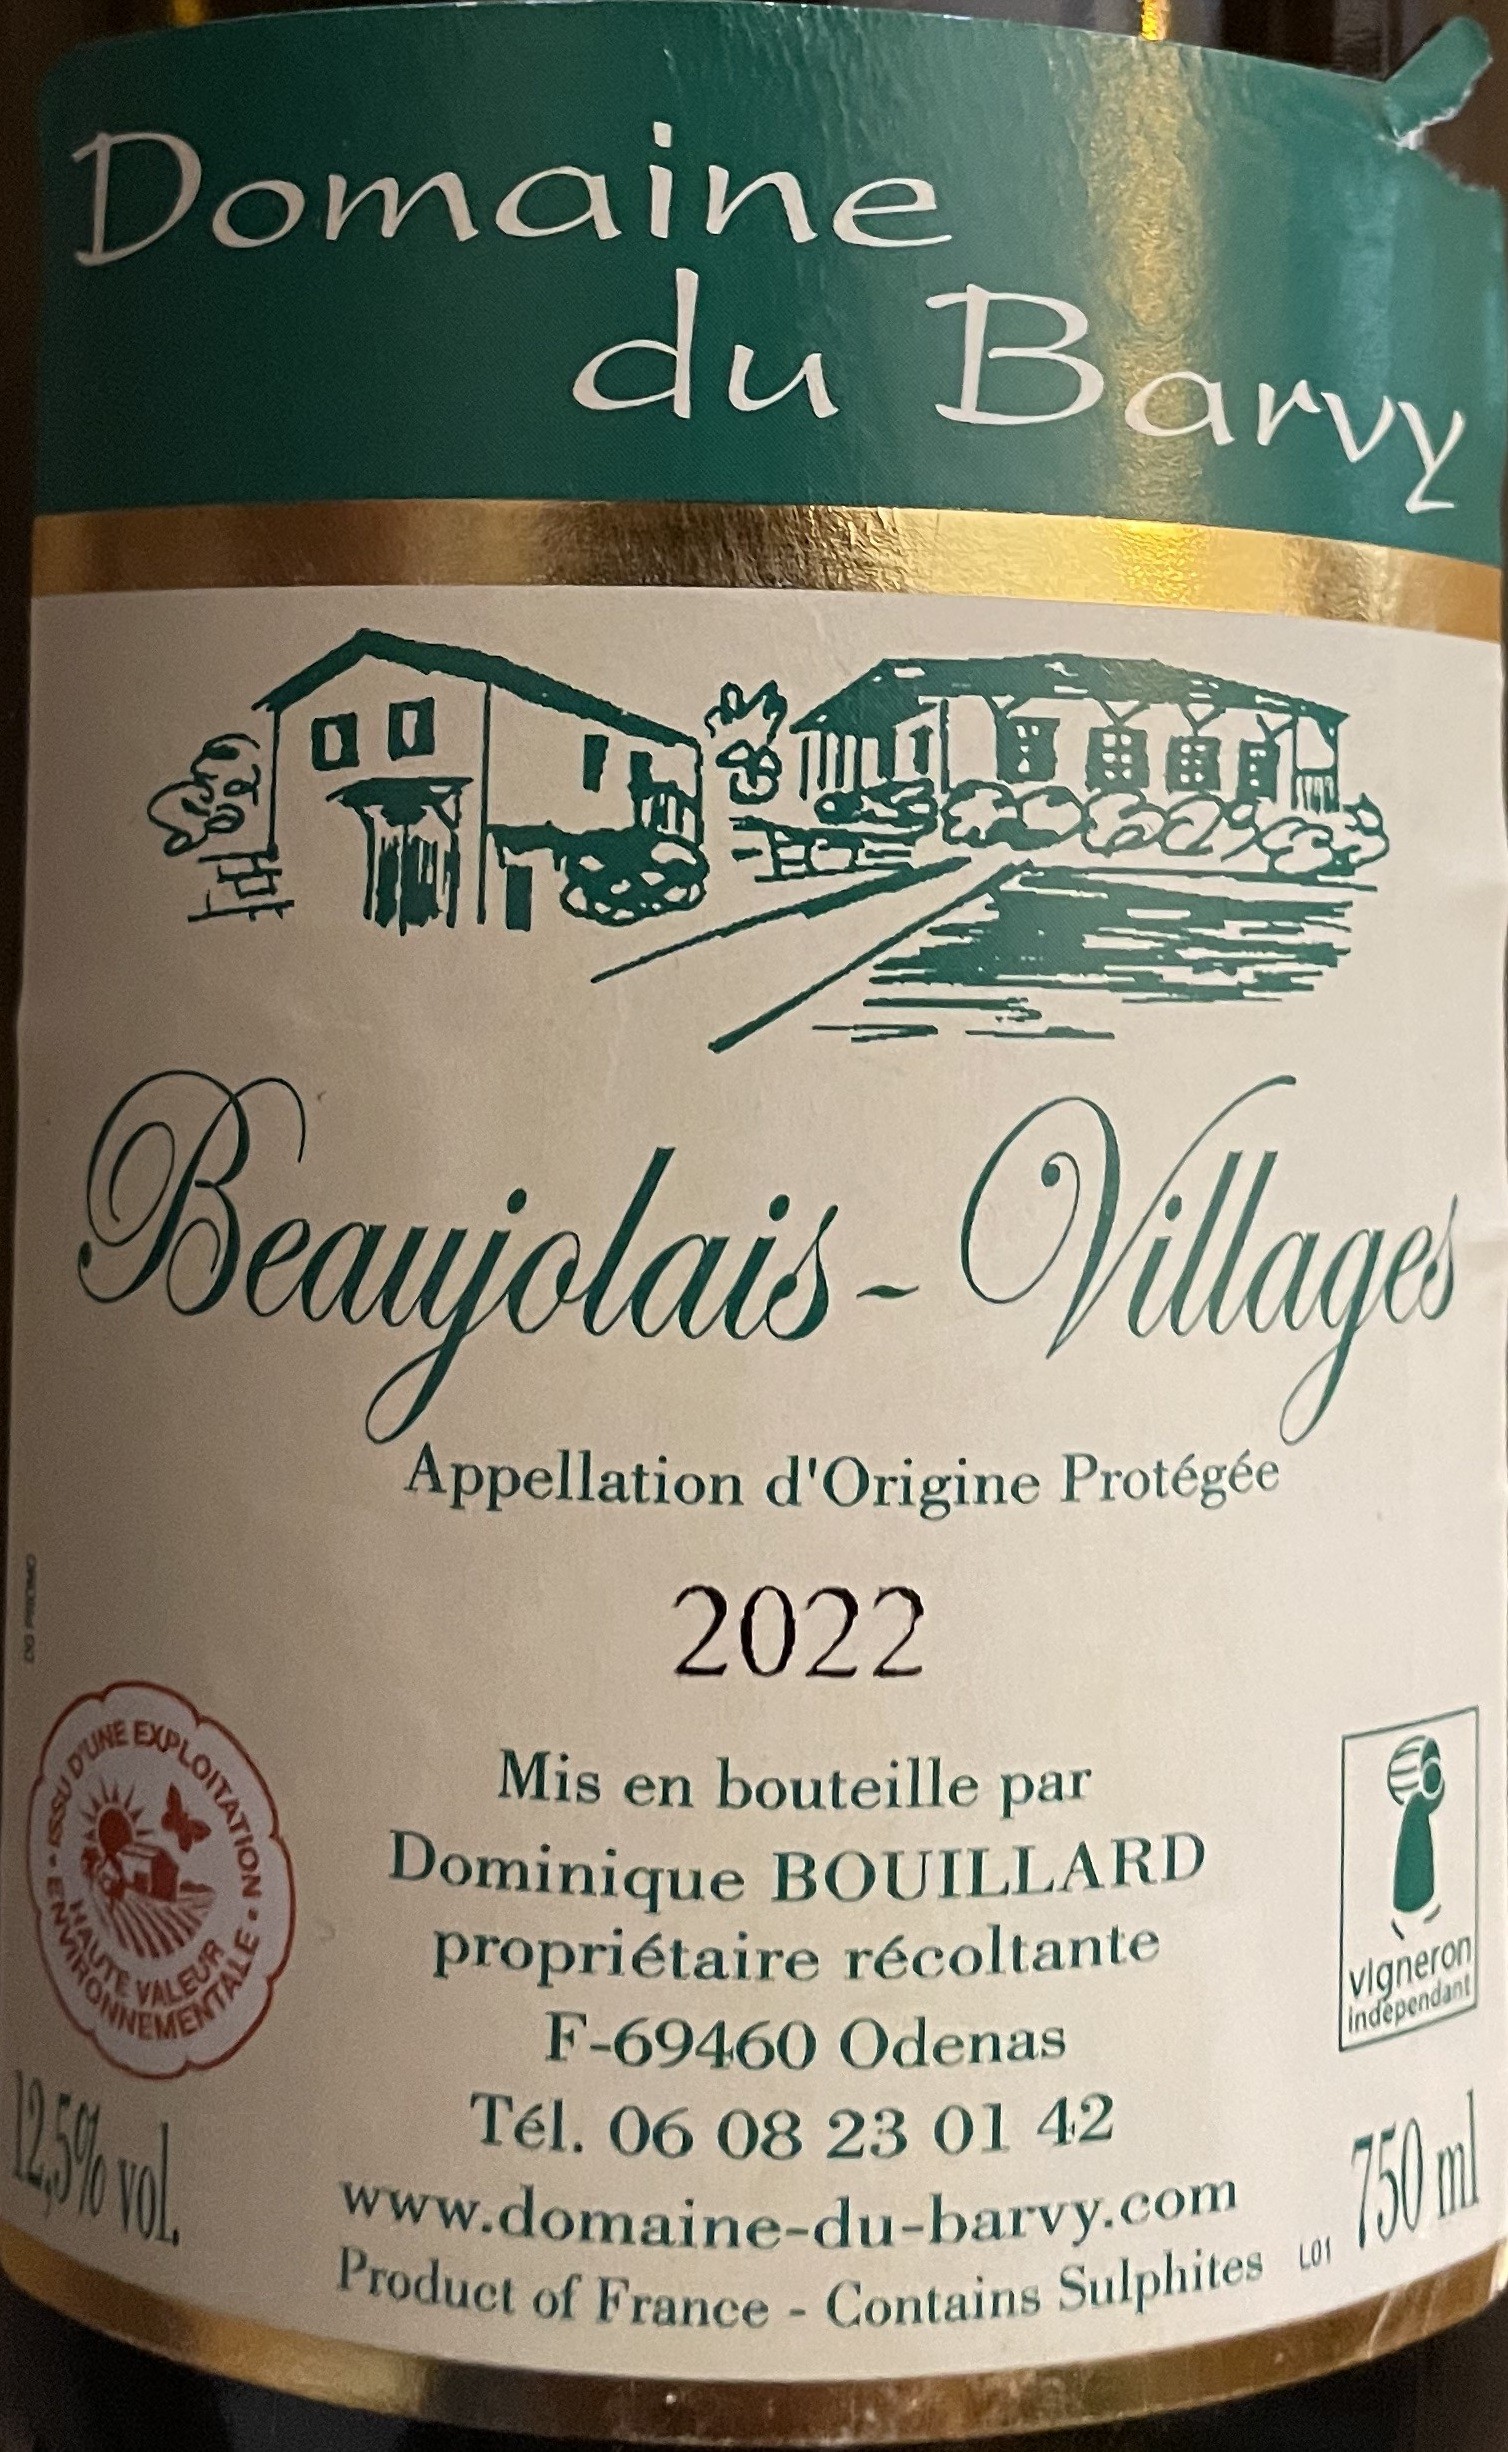 Domaine
du Barvy
Beaujolais-Villages
Appellation d'Origine Protégée
2022
DG PROMO
ISSU D'UNE EXPLOITATION
HAUTE VALEUR
ENVIRONNEMENTALE
Mis en bouteille par
Dominique BOUILLARD
propriétaire récoltante
F-69460 Odenas
Tél. 06 08 23 01 42
www.domaine-du-barvy.com
Product of France - Contains Sulphites
vigneron
indépendant
12,5% vol.
L01
750 ml